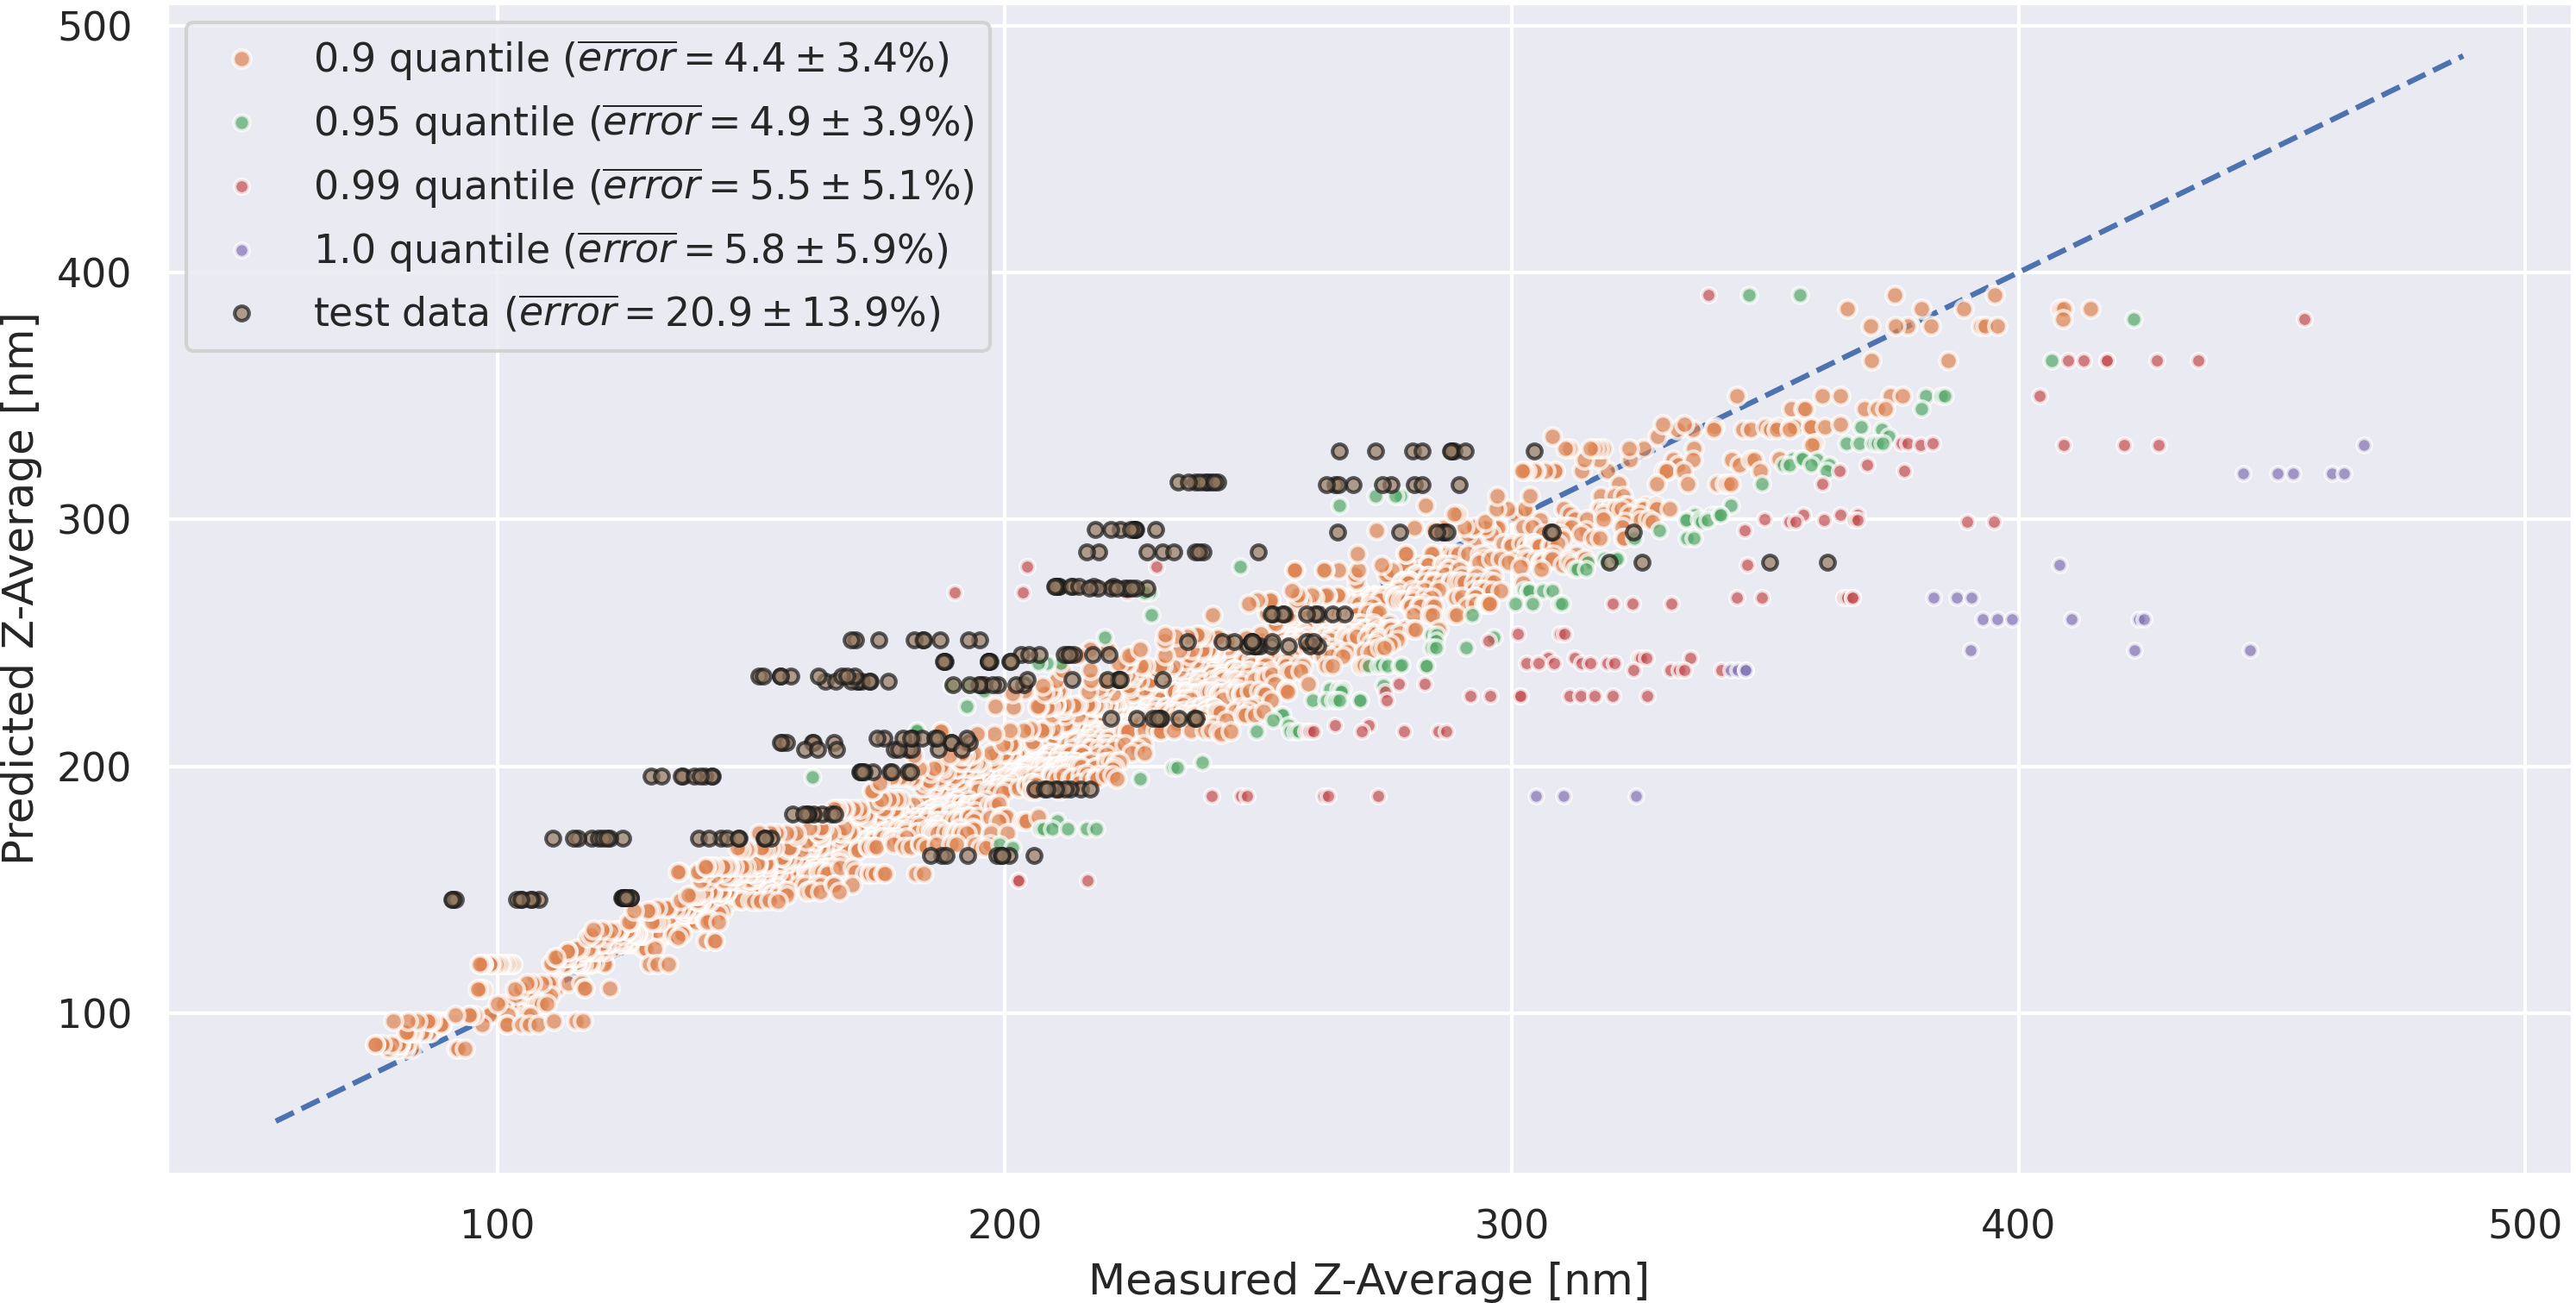 0.9 quantile (error = 4.4 ± 3.4%)
0.95 quantile (error = 4.9 ± 3.9%)
0.99 quantile (error = 5.5 ± 5.1%)
1.0 quantile (error = 5.8 ± 5.9%)
test data (error = 20.9 ± 13.9%)
Predicted Z-Average [nm]
500
400
300
200
100
100 200 300 400 500
Measured Z-Average [nm]